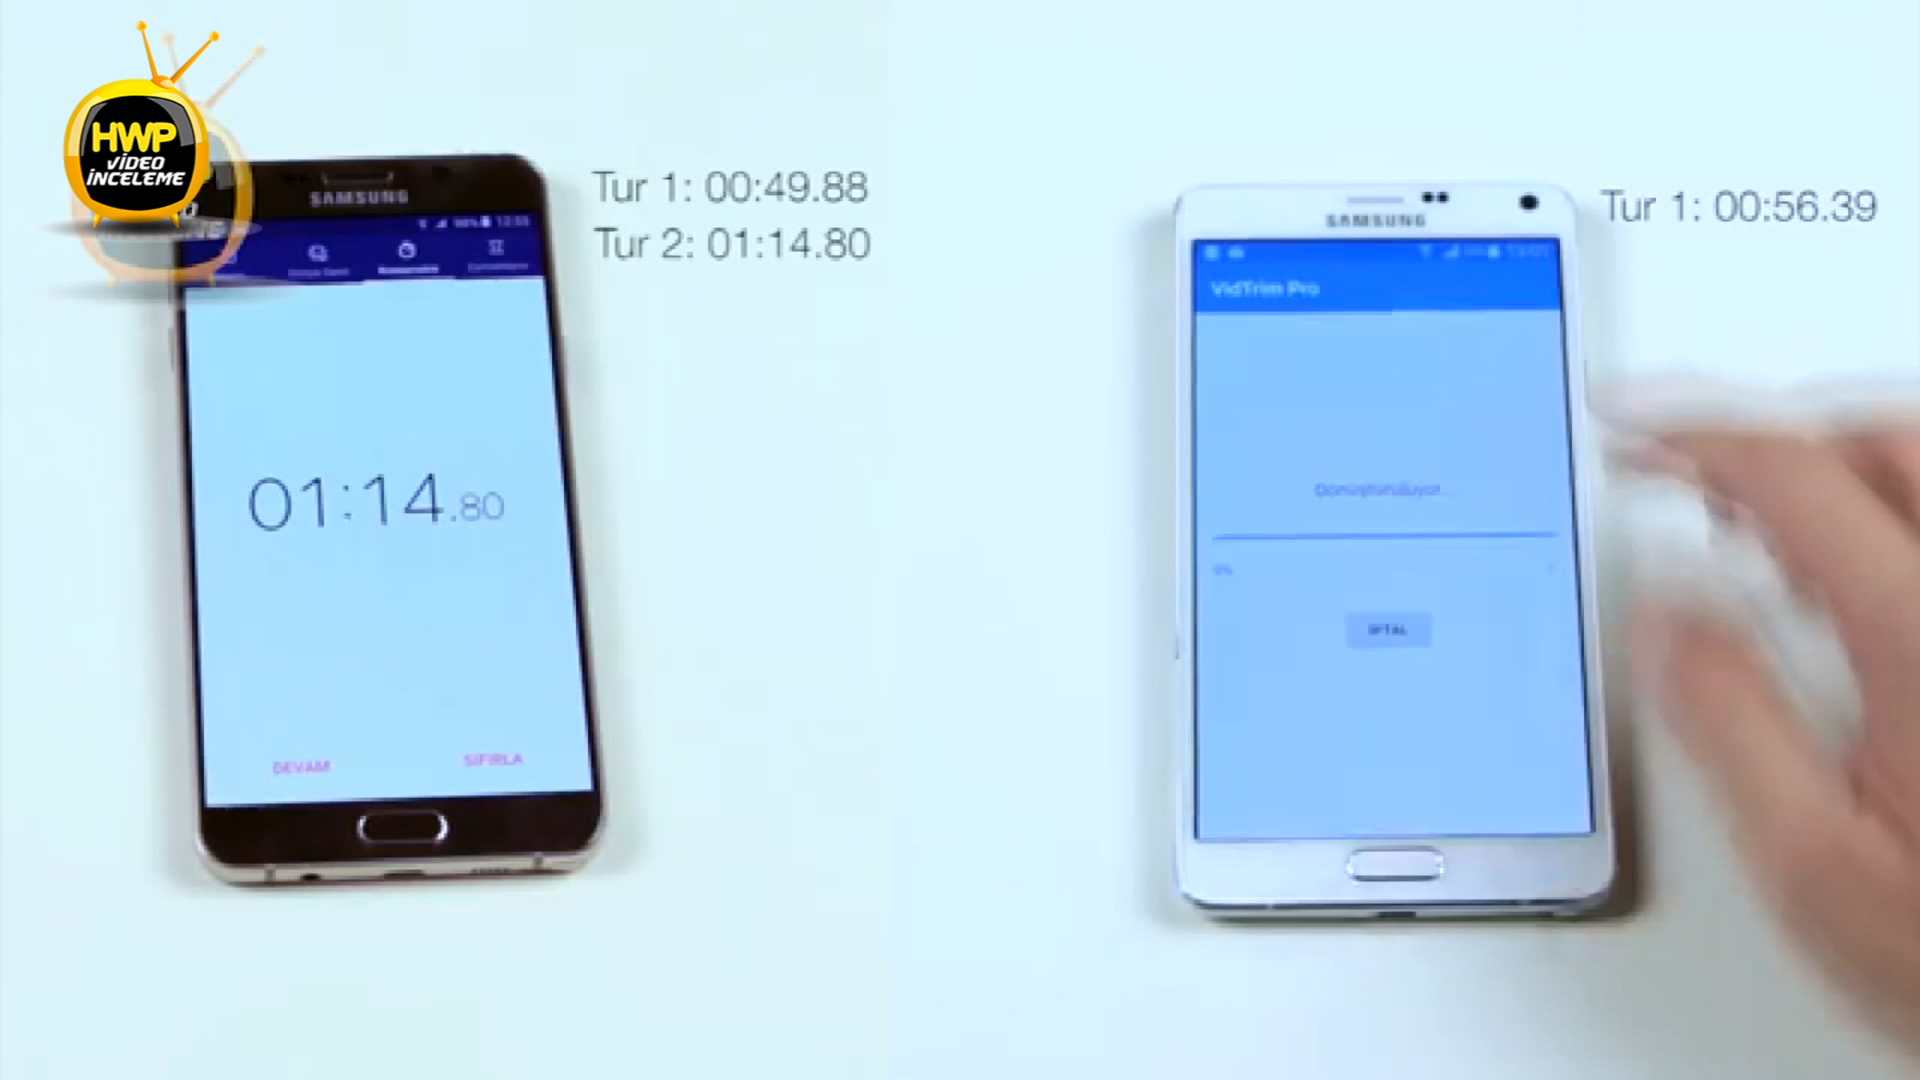 HWP
VİDEO
İNCELEME
SAMSUNG
Tur 1: 00:49.88
Tur 2: 01:14.80
01:14.80
DEVAM
SIFIRLA
SAMSUNG
Tur 1: 00:56.39
VidTrim Pro
Dönüştürülüyor...
İPTAL